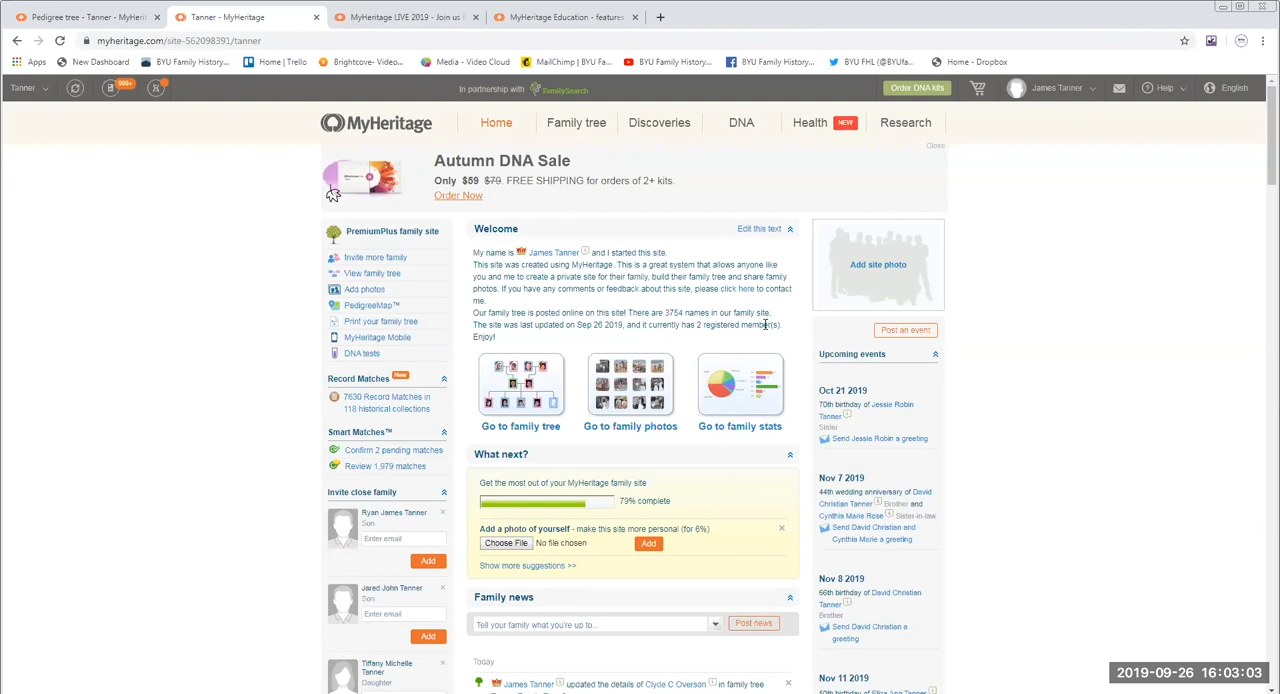 Pedigree tree - MyHerit
Tanner - MyHeritage
MyHeritage LIVE 2019 - Join us
MyHeritage Education - features
myheritage.com/site-562098391/tanner
Apps
New Dashboard
BYU Family History...
Home | Trello
Brightcove- Video...
Media - Video Cloud
MailChimp | BYU Fa...
BYU Family History...
BYU Family History...
BYU FHL (@BYUfa...
Home - Dropbox
Tanner
999+
In partnership with FamilySearch
Order DNA kits
James Tanner
Help
English
MyHeritage
Home
Family tree
Discoveries
DNA
Health NEW
Research
Close
Autumn DNA Sale
Only $59 $79 FREE SHIPPING for orders of 2+ kits.
Order Now
PremiumPlus family site
Invite more family
View family tree
Add photos
PedigreeMap™
Print your family tree
MyHeritage Mobile
DNA tests
Record Matches New
7630 Record Matches in
118 historical collections
Smart Matches™
Confirm 2 pending matches
Review 1,979 matches
Invite close family
Ryan James Tanner
Son
Enter email
Add
Jared John Tanner
Son
Enter email
Add
Tiffany Michelle
Tanner
Daughter
Welcome
Edit this text
My name is James Tanner and I started this site.
This site was created using MyHeritage. This is a great system that allows anyone like
you and me to create a private site for their family, build their family tree and share family
photos. If you have any comments or feedback about this site, please click here to contact
me.
Our family tree is posted online on this site! There are 3754 names in our family site.
The site was last updated on Sep 26 2019, and it currently has 2 registered member(s).
Enjoy!
Go to family tree
Go to family photos
Go to family stats
What next?
Get the most out of your MyHeritage family site
79% complete
Add a photo of yourself - make this site more personal (for 6%)
Choose File No file chosen
Add
Show more suggestions >>
Family news
Tell your family what you're up to...
Post news
Today
James Tanner updated the details of Clyde C Overson in family tree
Add site photo
Post an event
Upcoming events
Oct 21 2019
70th birthday of Jessie Robin
Tanner
Sister
Send Jessie Robin a greeting
Nov 7 2019
44th wedding anniversary of David
Christian Tanner Brother and
Cynthia Marie Rose Sister-in-law
Send David Christian and
Cynthia Marie a greeting
Nov 8 2019
66th birthday of David Christian
Tanner
Brother
Send David Christian a
greeting
Nov 11 2019
2019-09-26 16:03:03